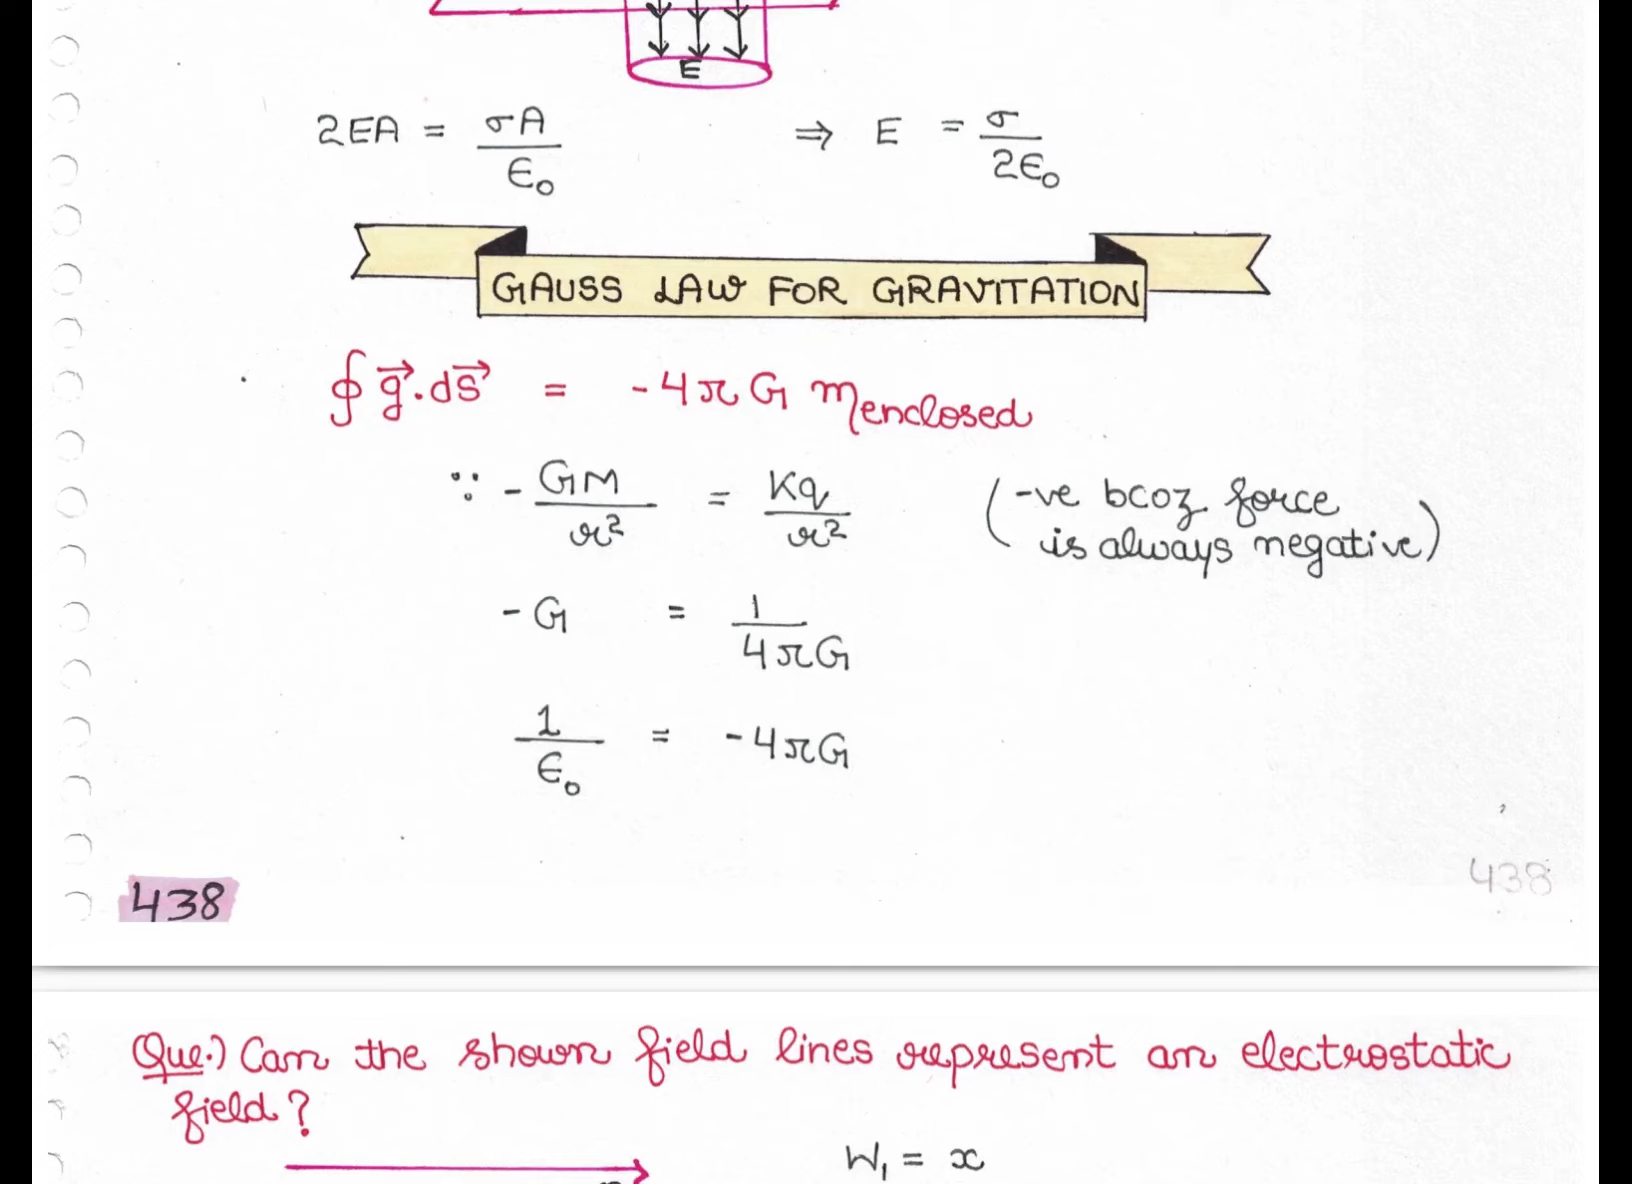 E
2EA = σA/ε₀ ⇒ E = σ/2ε₀
GAUSS LAW FOR GRAVITATION
∮g⃗.ds⃗ = -4πG m enclosed
∵ -GM/r² = Kq/r² (-ve bcoz force
is always negative)
-G = 1/4πG
1/ε₀ = -4πG
438
438
Que.) Can the shown field lines represent an electrostatic
field?
W₁ = x